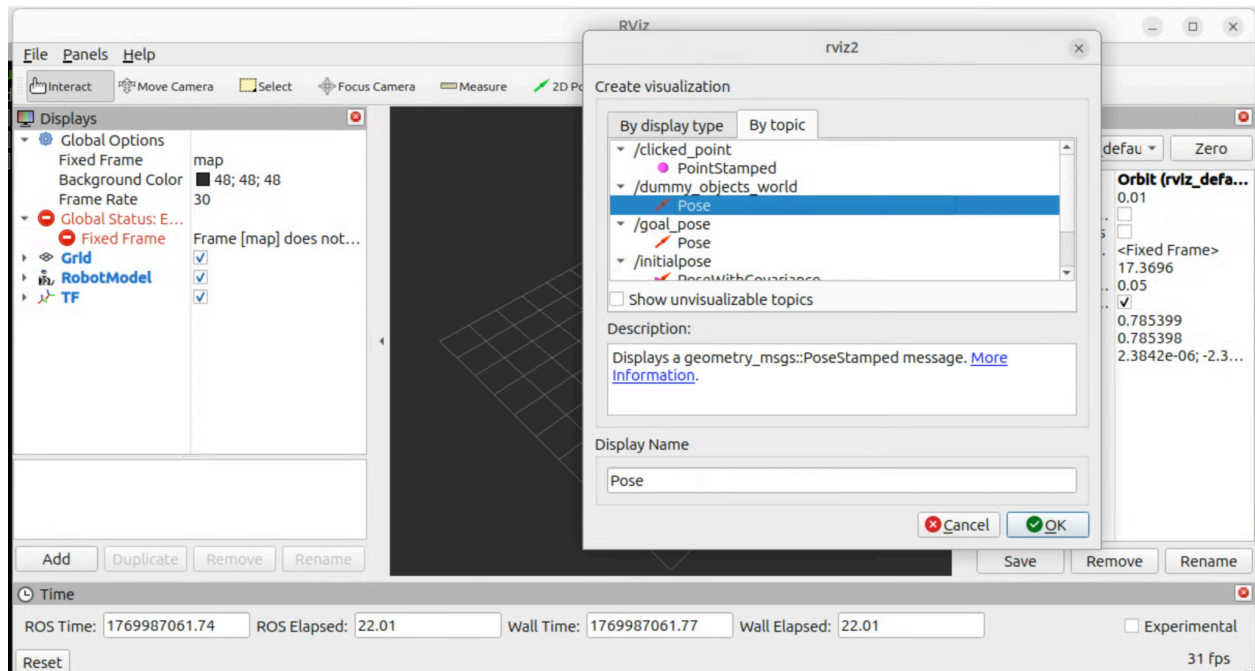 RViz
File Panels Help
Interact Move Camera Select Focus Camera Measure 2D Po
Displays
Global Options
Fixed Frame map
Background Color 48; 48; 48
Frame Rate 30
Global Status: E...
Fixed Frame Frame [map] does not...
Grid
RobotModel
TF
Add Duplicate Remove Rename
rviz2
Create visualization
By display type By topic
/clicked_point
PointStamped
/dummy_objects_world
Pose
/goal_pose
Pose
/initialpose
PoseWithCovariance
Show unvisualizable topics
Description:
Displays a geometry_msgs::PoseStamped message. More
Information.
Display Name
Pose
Cancel OK
defau Zero
Orbit (rviz_defa...
0.01
<Fixed Frame>
17.3696
0.05
0.785399
0.785398
2.3842e-06; -2.3...
Save Remove Rename
Time
ROS Time: 1769987061.74 ROS Elapsed: 22.01 Wall Time: 1769987061.77 Wall Elapsed: 22.01 Experimental
Reset 31 fps